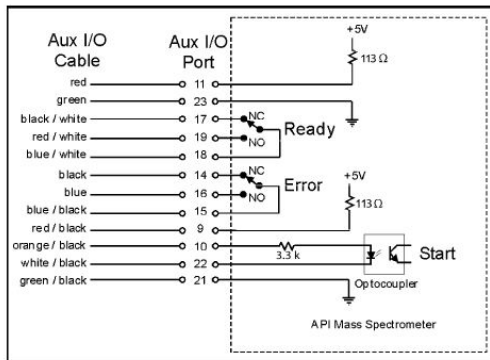 Aux I/O Cable
Aux I/O Port
+5V
113 Ω
red 11
green 23
black / white 17 NC
Ready
red / white 19 NO
blue / white 18
black 14 NC
+5V
Error
blue 16 NO
113 Ω
blue / black 15
red / black 9
orange / black 10
3.3 k
Start
white / black 22
green / black 21
Optocoupler
API Mass Spectrometer